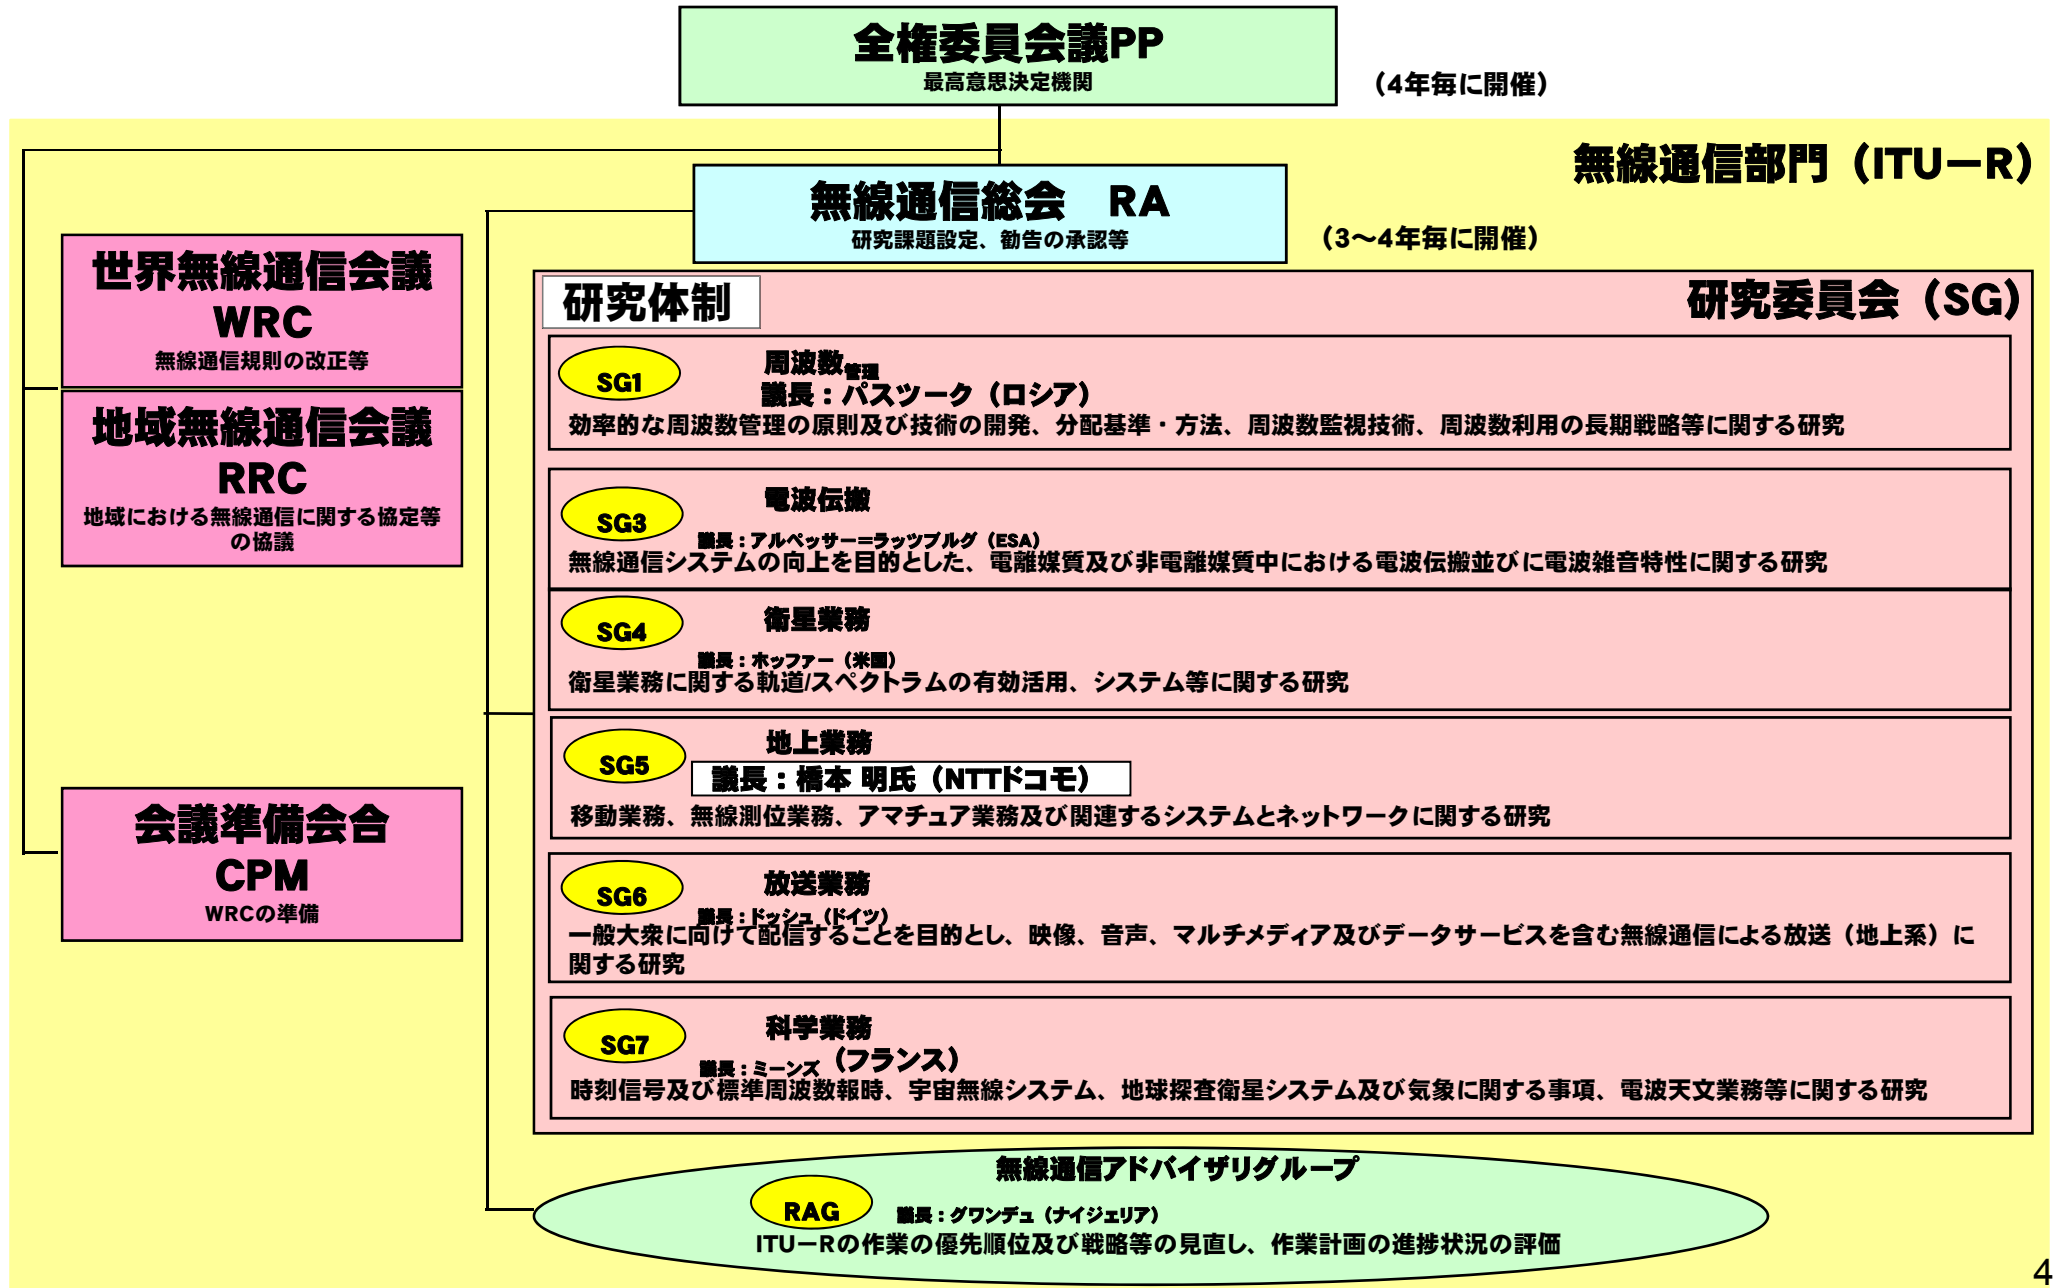 全権委員会議PP
最高意思決定機関
（4年毎に開催）
無線通信部門（ITU－R）
無線通信総会　RA
研究課題設定、勧告の承認等
（3～4年毎に開催）
世界無線通信会議
WRC
無線通信規則の改正等
地域無線通信会議
RRC
地域における無線通信に関する協定等
の協議
会議準備会合
CPM
WRCの準備
研究体制
研究委員会（SG）
SG1
周波数管理
議長：パスツーク（ロシア）
効率的な周波数管理の原則及び技術の開発、分配基準・方法、周波数監視技術、周波数利用の長期戦略等に関する研究
SG3
電波伝搬
議長：アルペッサー＝ラッツブルグ（ESA）
無線通信システムの向上を目的とした、電離媒質及び非電離媒質中における電波伝搬並びに電波雑音特性に関する研究
SG4
衛星業務
議長：ホッファー（米国）
衛星業務に関する軌道/スペクトラムの有効活用、システム等に関する研究
SG5
地上業務
議長：橋本 明氏（NTTドコモ）
移動業務、無線測位業務、アマチュア業務及び関連するシステムとネットワークに関する研究
SG6
放送業務
議長：ドッシュ（ドイツ）
一般大衆に向けて配信することを目的とし、映像、音声、マルチメディア及びデータサービスを含む無線通信による放送（地上系）に
関する研究
SG7
科学業務
議長：ミーンズ（フランス）
時刻信号及び標準周波数報時、宇宙無線システム、地球探査衛星システム及び気象に関する事項、電波天文業務等に関する研究
無線通信アドバイザリグループ
RAG
議長：グワンデュ（ナイジェリア）
ITU－Rの作業の優先順位及び戦略等の見直し、作業計画の進捗状況の評価
4